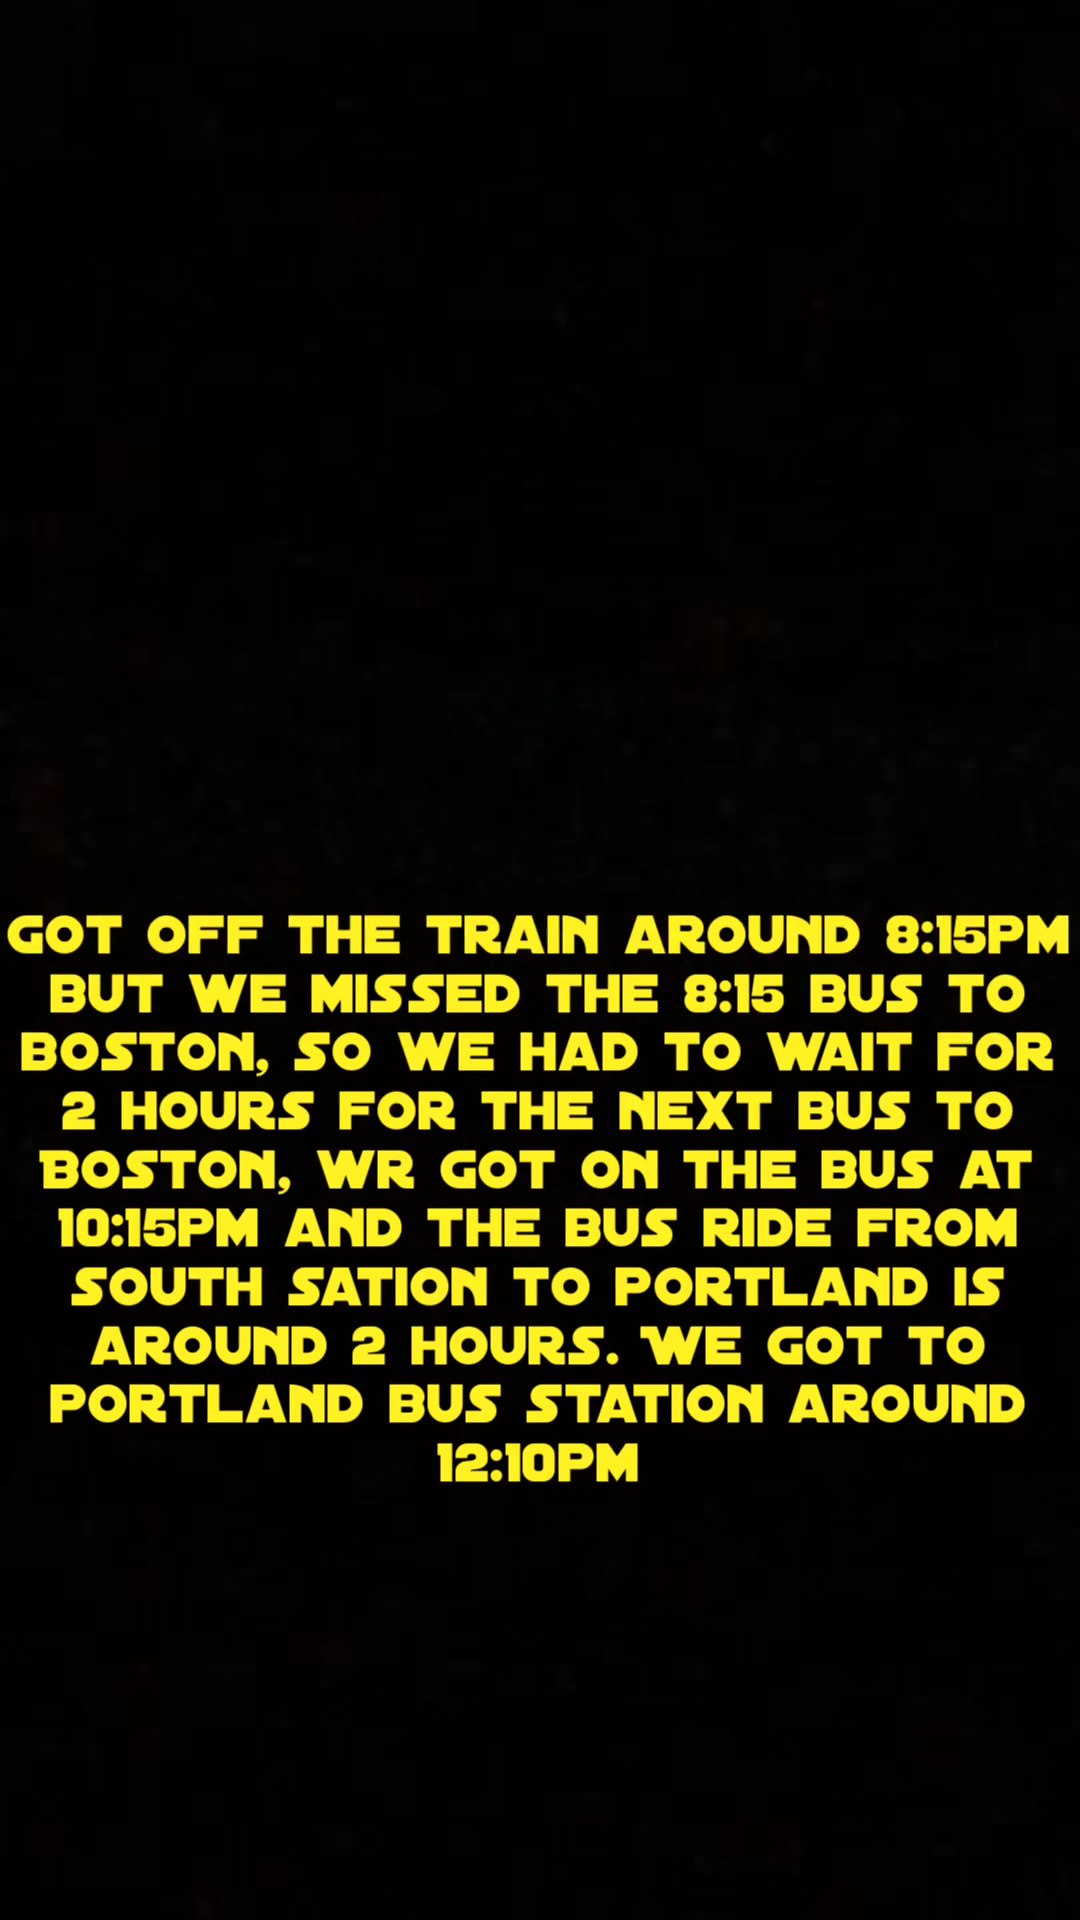 GOT OFF THE TRAIN AROUND 8:15PM
BUT WE MISSED THE 8:15 BUS TO
BOSTON, SO WE HAD TO WAIT FOR
2 HOURS FOR THE NEXT BUS TO
BOSTON, WR GOT ON THE BUS AT
10:15PM AND THE BUS RIDE FROM
SOUTH SATION TO PORTLAND IS
AROUND 2 HOURS. WE GOT TO
PORTLAND BUS STATION AROUND
12:10PM